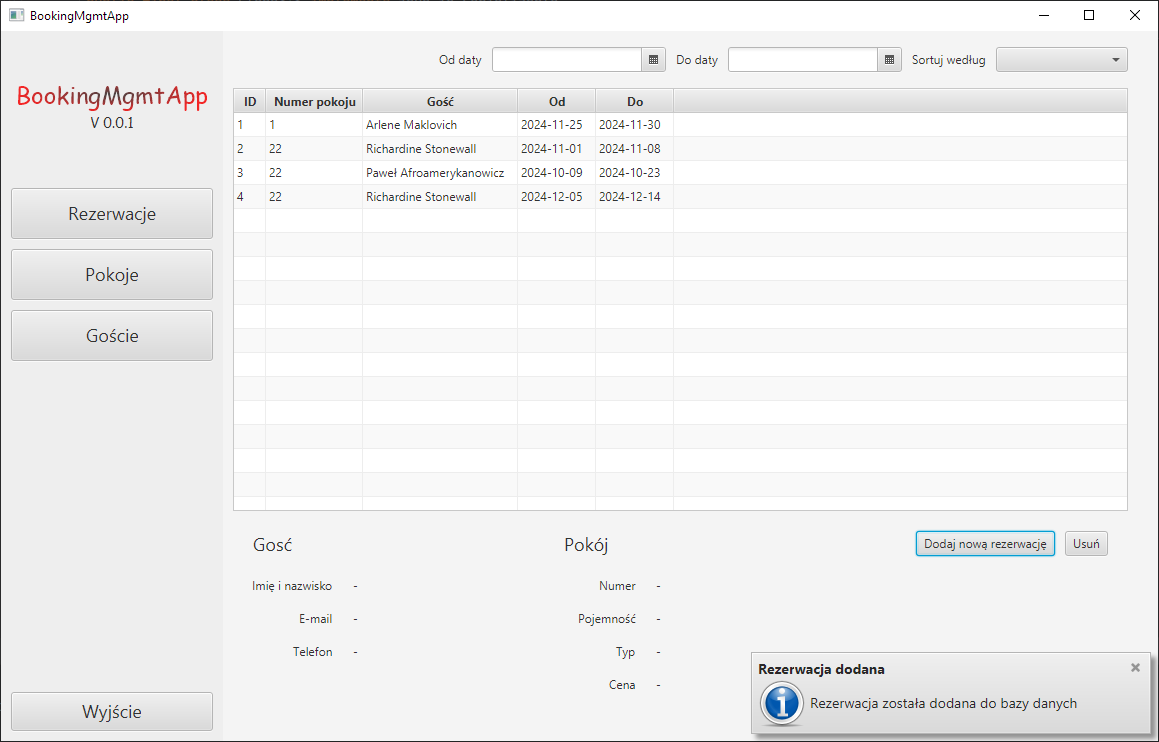 BookingMgmtApp
BookingMgmtApp
V 0.0.1
Rezerwacje
Pokoje
Goście
Wyjście
Od daty Do daty Sortuj według
ID Numer pokoju Gość Od Do
1 1 Arlene Maklovich 2024-11-25 2024-11-30
2 22 Richardine Stonewall 2024-11-01 2024-11-08
3 22 Paweł Afroamerykanowicz 2024-10-09 2024-10-23
4 22 Richardine Stonewall 2024-12-05 2024-12-14
Gosć
Imię i nazwisko -
E-mail -
Telefon -
Pokój
Numer -
Pojemność -
Typ -
Cena -
Dodaj nową rezerwację Usuń
Rezerwacja dodana
Rezerwacja została dodana do bazy danych